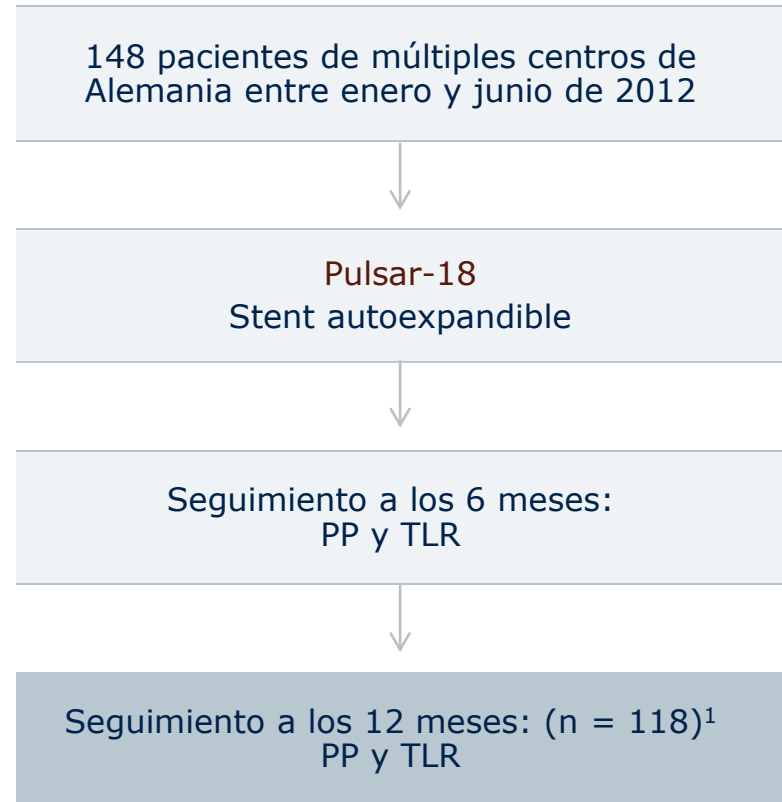 148 pacientes de múltiples centros de
Alemania entre enero y junio de 2012
Pulsar-18
Stent autoexpandible
Seguimiento a los 6 meses:
PP y TLR
Seguimiento a los 12 meses: (n = 118)¹
PP y TLR